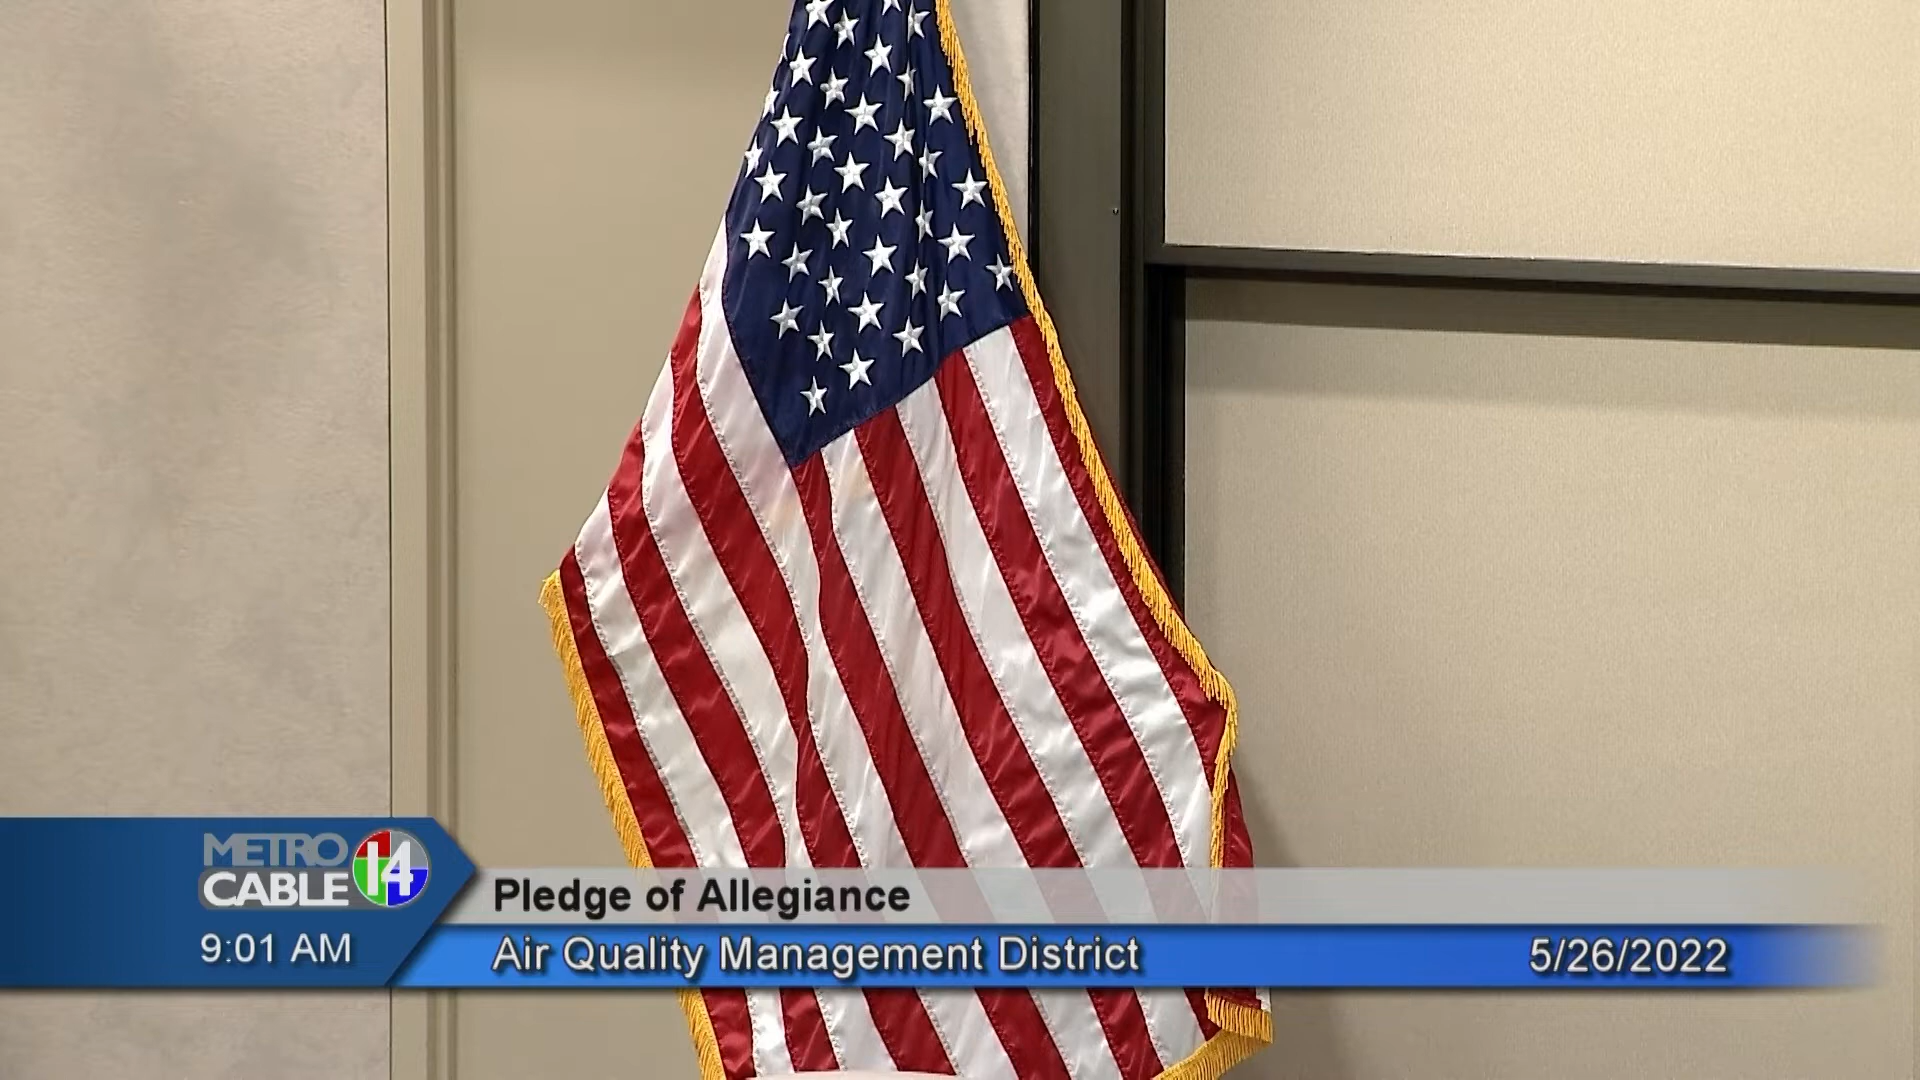 METRO
CABLE 14
9:01 AM
Pledge of Allegiance
Air Quality Management District
5/26/2022